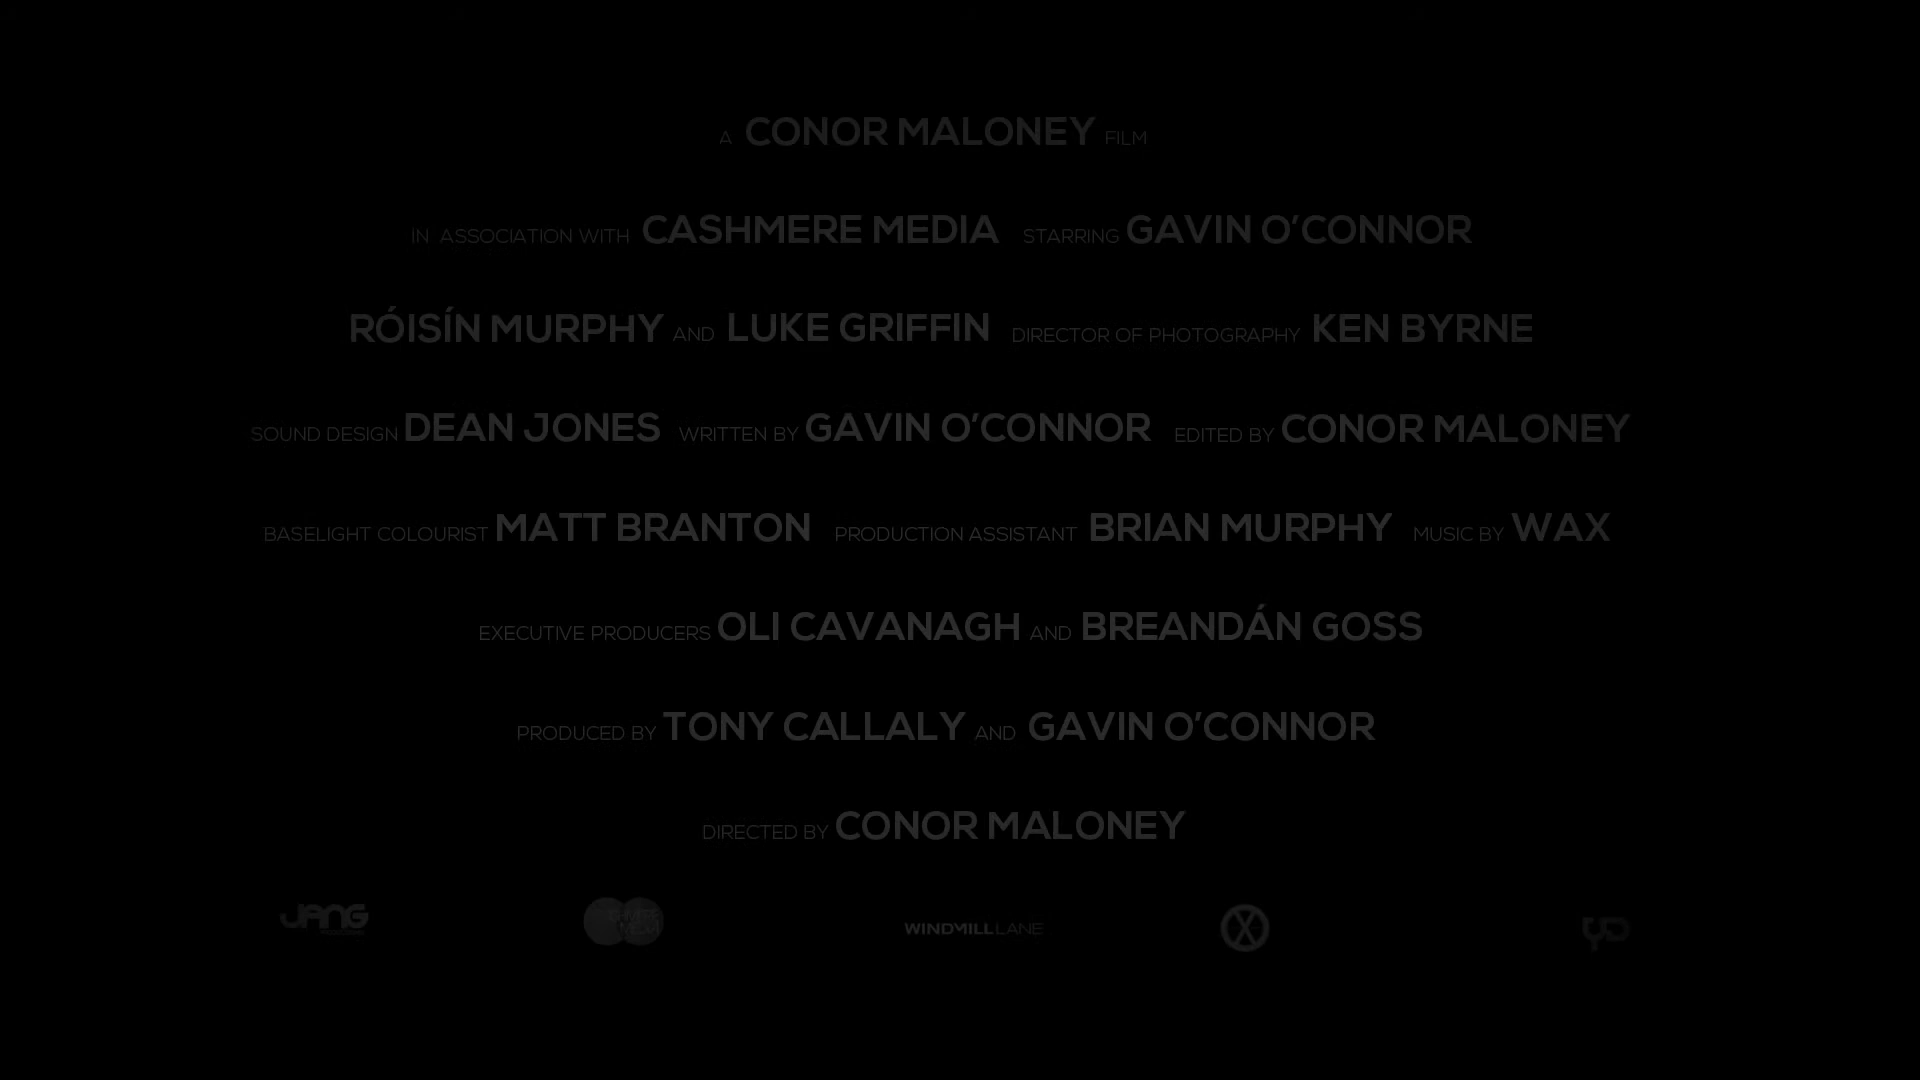 A CONOR MALONEY FILM
IN ASSOCIATION WITH CASHMERE MEDIA STARRING GAVIN O'CONNOR
RÓISÍN MURPHY AND LUKE GRIFFIN DIRECTOR OF PHOTOGRAPHY KEN BYRNE
SOUND DESIGN DEAN JONES WRITTEN BY GAVIN O'CONNOR EDITED BY CONOR MALONEY
BASELIGHT COLOURIST MATT BRANTON PRODUCTION ASSISTANT BRIAN MURPHY MUSIC BY WAX
EXECUTIVE PRODUCERS OLI CAVANAGH AND BREANDÁN GOSS
PRODUCED BY TONY CALLALY AND GAVIN O'CONNOR
DIRECTED BY CONOR MALONEY
JANG WINDMILL LANE